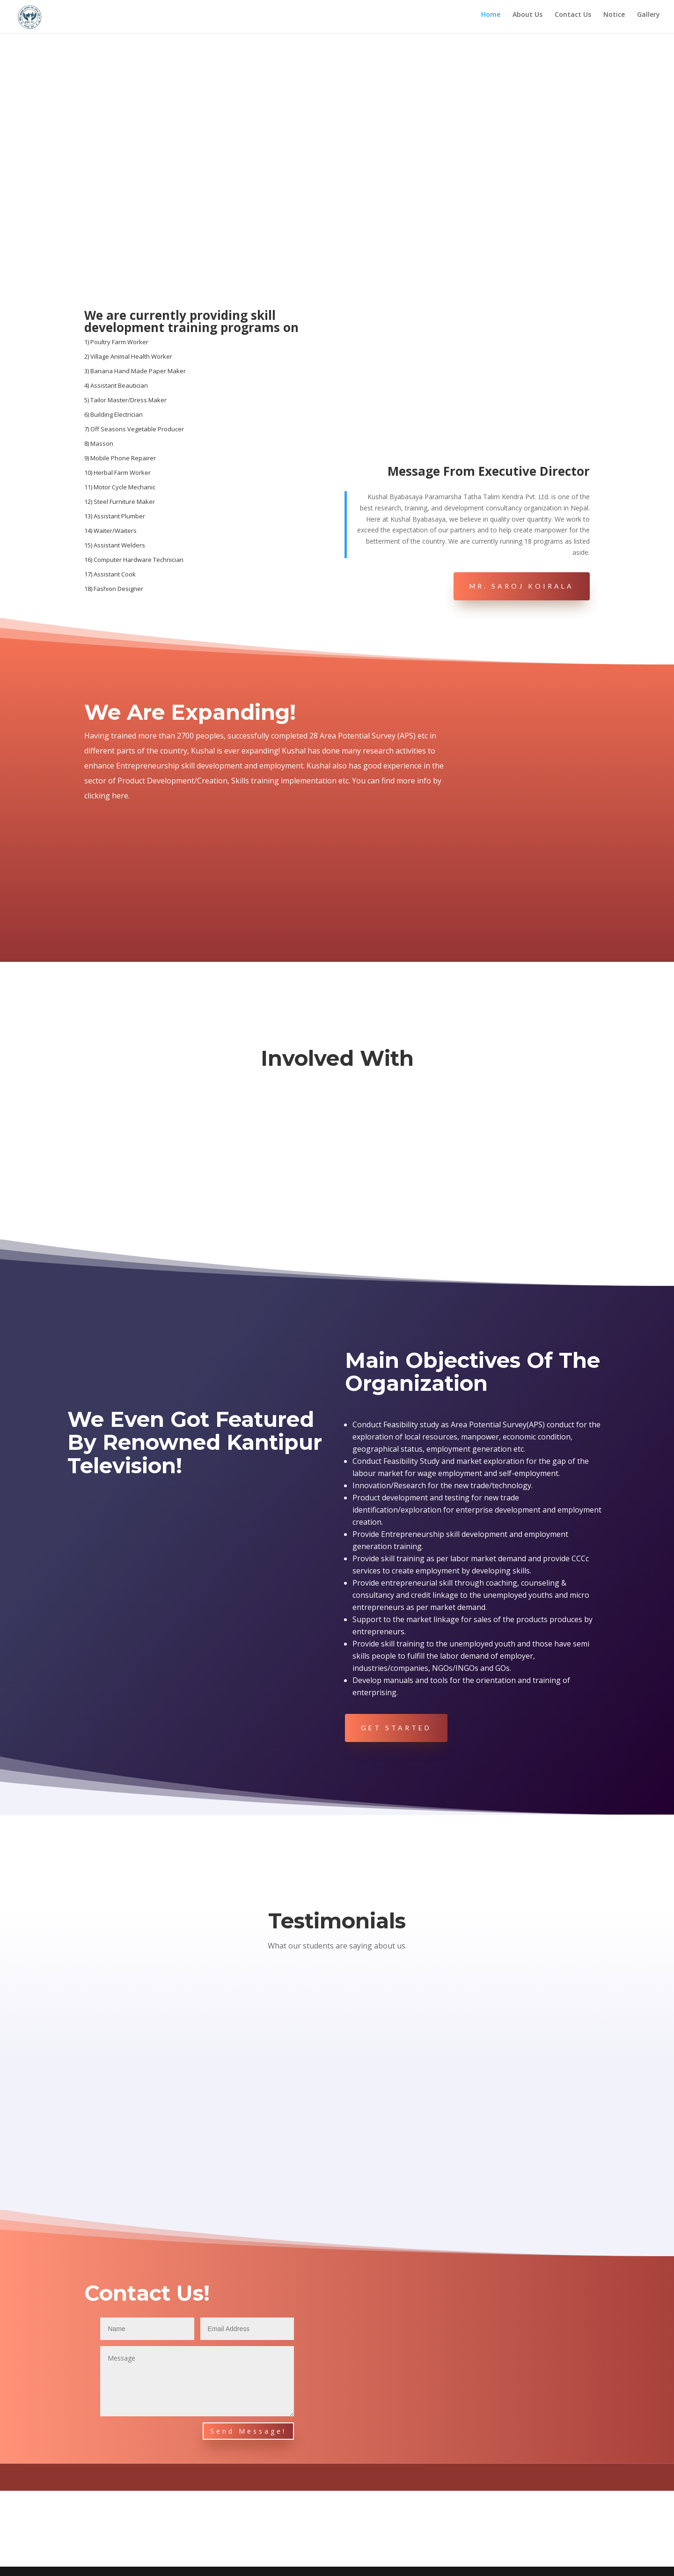 Home
About Us
Contact Us
Notice
Gallery
We are currently providing skill
development training programs on
1) Poultry Farm Worker
2) Village Animal Health Worker
3) Banana Hand Made Paper Maker
4) Assistant Beautician
5) Tailor Master/Dress Maker
6) Building Electrician
7) Off Seasons Vegetable Producer
8) Masson
9) Mobile Phone Repairer
10) Herbal Farm Worker
11) Motor Cycle Mechanic
12) Steel Furniture Maker
13) Assistant Plumber
14) Waiter/Waiters
15) Assistant Welders
16) Computer Hardware Technician
17) Assistant Cook
18) Fashion Designer
Message From Executive Director
Kushal Byabasaya Paramarsha Tatha Talim Kendra Pvt. Ltd. is one of the
best research, training, and development consultancy organization in Nepal.
Here at Kushal Byabasaya, we believe in quality over quantity. We work to
exceed the expectation of our partners and to help create manpower for the
betterment of the country. We are currently running 18 programs as listed
aside.
MR. SAROJ KOIRALA
We Are Expanding!
Having trained more than 2700 peoples, successfully completed 28 Area Potential Survey (APS) etc in
different parts of the country, Kushal is ever expanding! Kushal has done many research activities to
enhance Entrepreneurship skill development and employment. Kushal also has good experience in the
sector of Product Development/Creation, Skills training implementation etc. You can find more info by
clicking here.
Involved With
We Even Got Featured
By Renowned Kantipur
Television!
Main Objectives Of The
Organization
Conduct Feasibility study as Area Potential Survey(APS) conduct for the
exploration of local resources, manpower, economic condition,
geographical status, employment generation etc.
Conduct Feasibility Study and market exploration for the gap of the
labour market for wage employment and self-employment.
Innovation/Research for the new trade/technology.
Product development and testing for new trade
identification/exploration for enterprise development and employment
creation.
Provide Entrepreneurship skill development and employment
generation training.
Provide skill training as per labor market demand and provide CCCc
services to create employment by developing skills.
Provide entrepreneurial skill through coaching, counseling &
consultancy and credit linkage to the unemployed youths and micro
entrepreneurs as per market demand.
Support to the market linkage for sales of the products produces by
entrepreneurs.
Provide skill training to the unemployed youth and those have semi
skills people to fulfill the labor demand of employer,
industries/companies, NGOs/INGOs and GOs.
Develop manuals and tools for the orientation and training of
enterprising.
GET STARTED
Testimonials
What our students are saying about us.
Contact Us!
Name
Email Address
Message
Send Message!